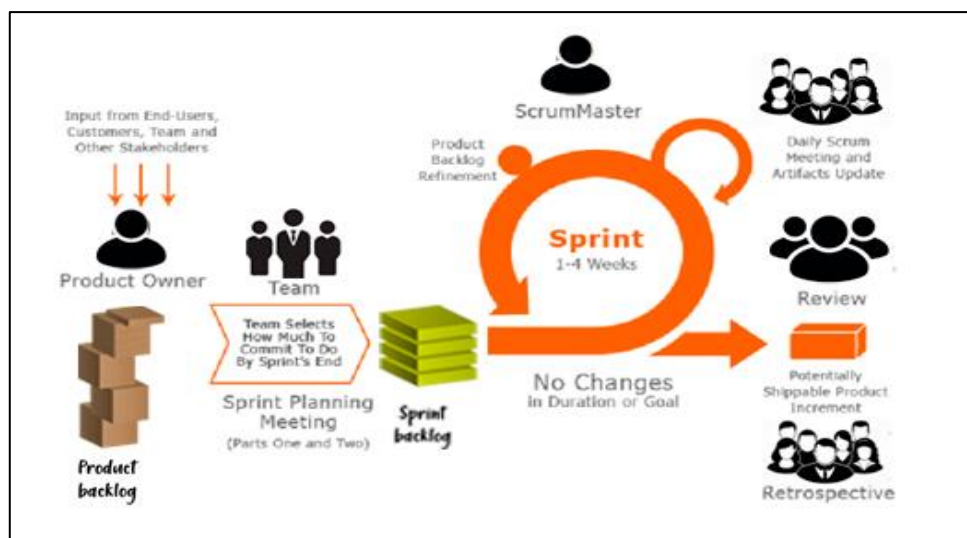 Input from End-Users,
Customers, Team and
Other Stakeholders
Product Owner
Product
backlog
Team
Team Selects
How Much To
Commit To Do
By Sprint's End
Sprint Planning
Meeting
(Parts One and Two)
Sprint
backlog
ScrumMaster
Product
Backlog
Refinement
Sprint
1-4 Weeks
No Changes
in Duration or Goal
Daily Scrum
Meeting and
Artifacts Update
Review
Potentially
Shippable Product
Increment
Retrospective